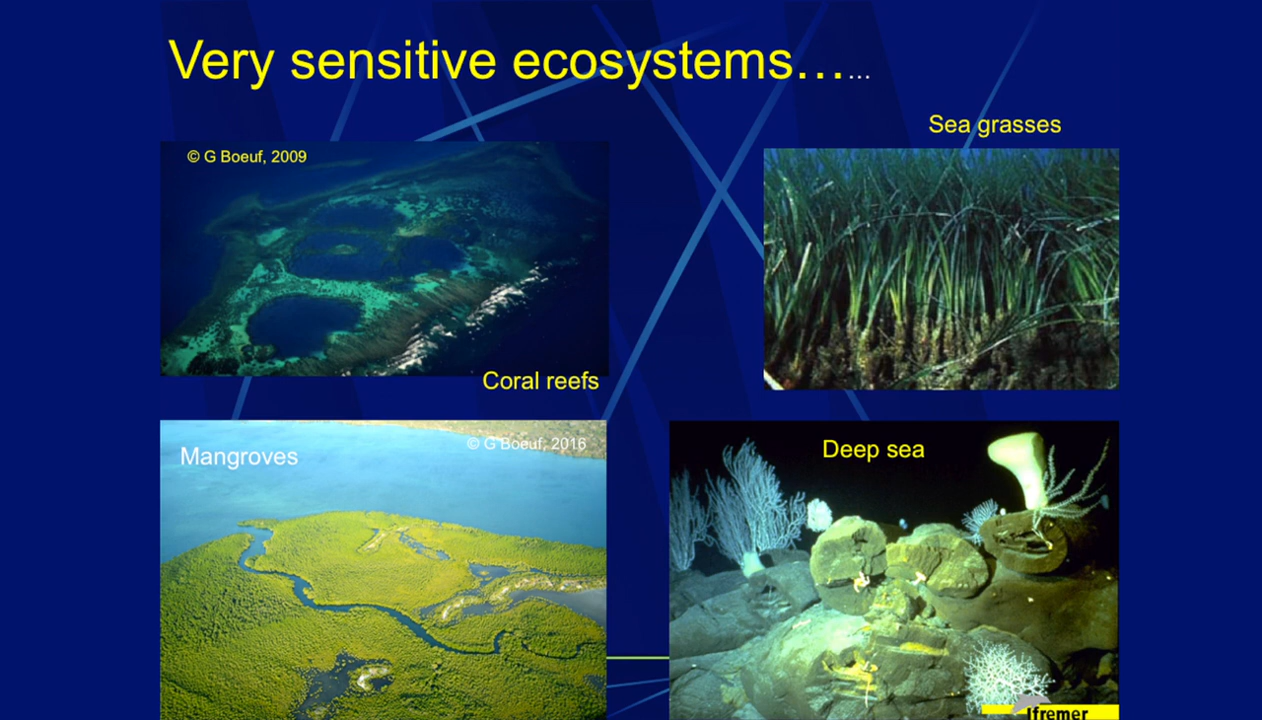 Very sensitive ecosystems…...
Sea grasses
© G Boeuf, 2009
Coral reefs
© G Boeuf, 2016
Mangroves
Deep sea
Ifremer